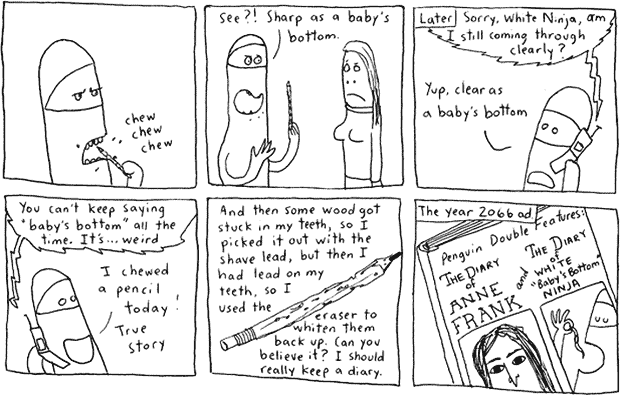 chew
chew
chew
See?! Sharp as a baby's
bottom.
Later
Sorry, White Ninja, am
I still coming through
clearly?
Yup, clear as
a baby's bottom
You can't keep saying
"baby's bottom" all the
time. It's... weird
I chewed
a pencil
today!
True
story
And then some wood got
stuck in my teeth, so I
picked it out with the
shave lead, but then I
had lead on my
teeth, so I
used the
eraser to
whiten them
back up. Can you
believe it? I should
really keep a diary.
The year 2066 ad.
Penguin Double Features:
THE DIARY
of
ANNE
FRANK
and
THE DIARY
of
WHITE
"Baby's Bottom"
NINJA